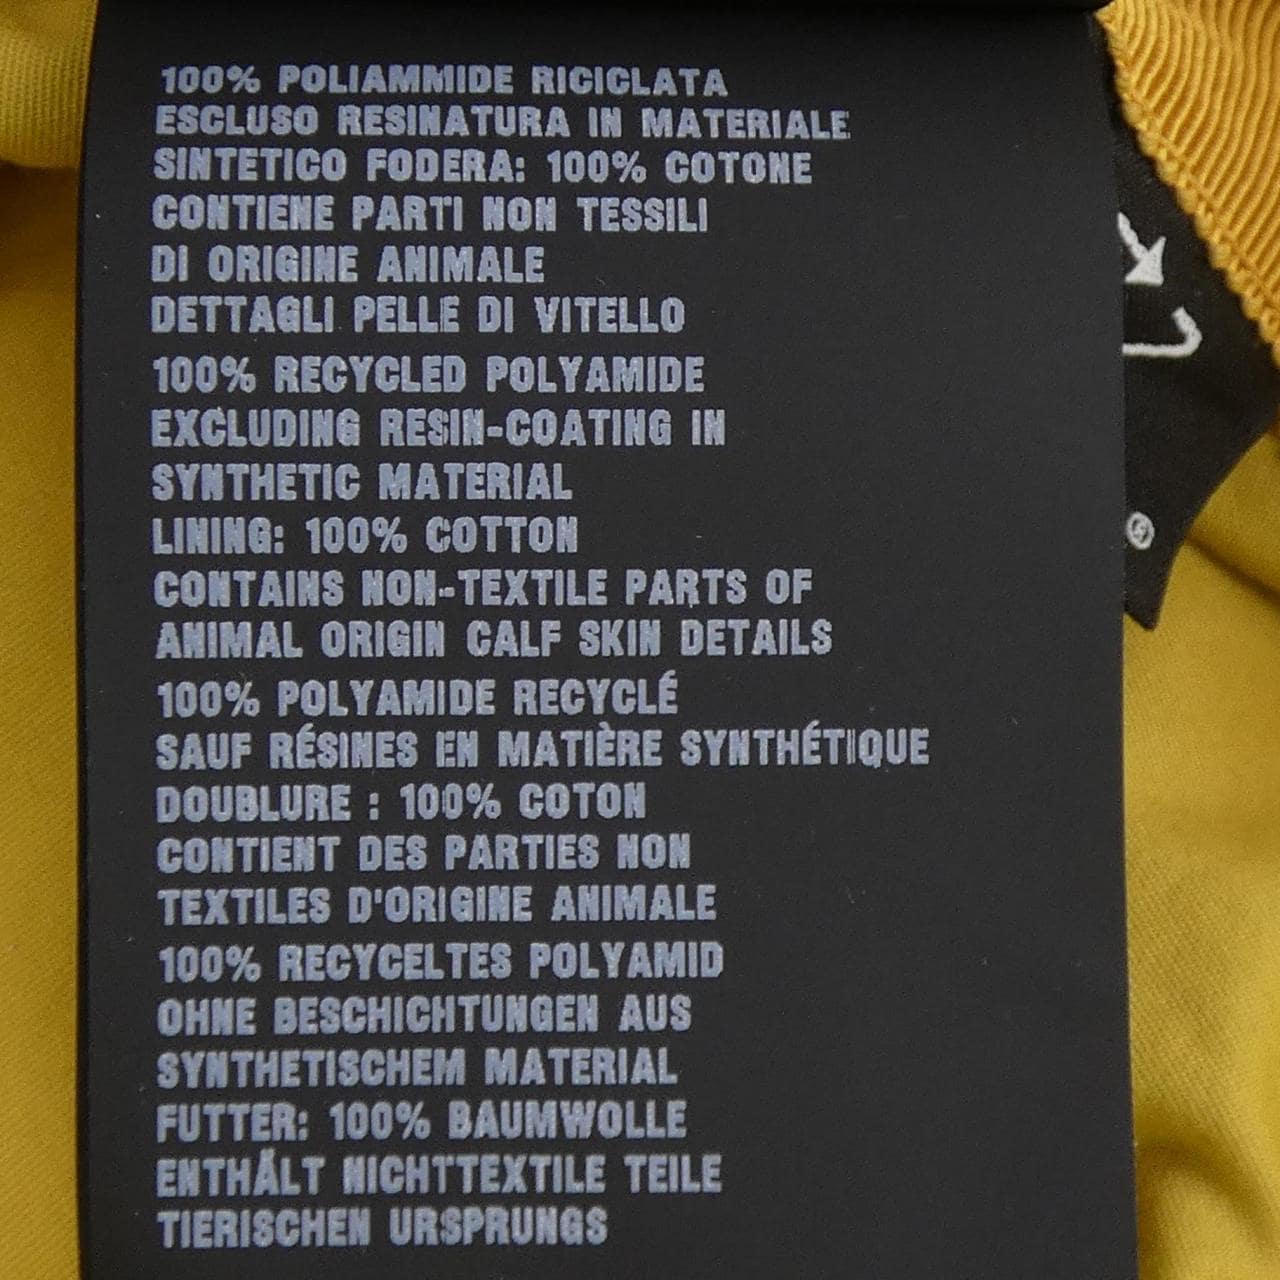 100% POLIAMMIDE RICICLATA
ESCLUSO RESINATURA IN MATERIALE
SINTETICO FODERA: 100% COTONE
CONTIENE PARTI NON TESSILI
DI ORIGINE ANIMALE
DETTAGLI PELLE DI VITELLO
100% RECYCLED POLYAMIDE
EXCLUDING RESIN-COATING IN
SYNTHETIC MATERIAL
LINING: 100% COTTON
CONTAINS NON-TEXTILE PARTS OF
ANIMAL ORIGIN CALF SKIN DETAILS
100% POLYAMIDE RECYCLÉ
SAUF RÉSINES EN MATIÈRE SYNTHÉTIQUE
DOUBLURE : 100% COTON
CONTIENT DES PARTIES NON
TEXTILES D'ORIGINE ANIMALE
100% RECYCELTES POLYAMID
OHNE BESCHICHTUNGEN AUS
SYNTHETISCHEM MATERIAL
FUTTER: 100% BAUMWOLLE
ENTHÄLT NICHTTEXTILE TEILE
TIERISCHEN URSPRUNGS